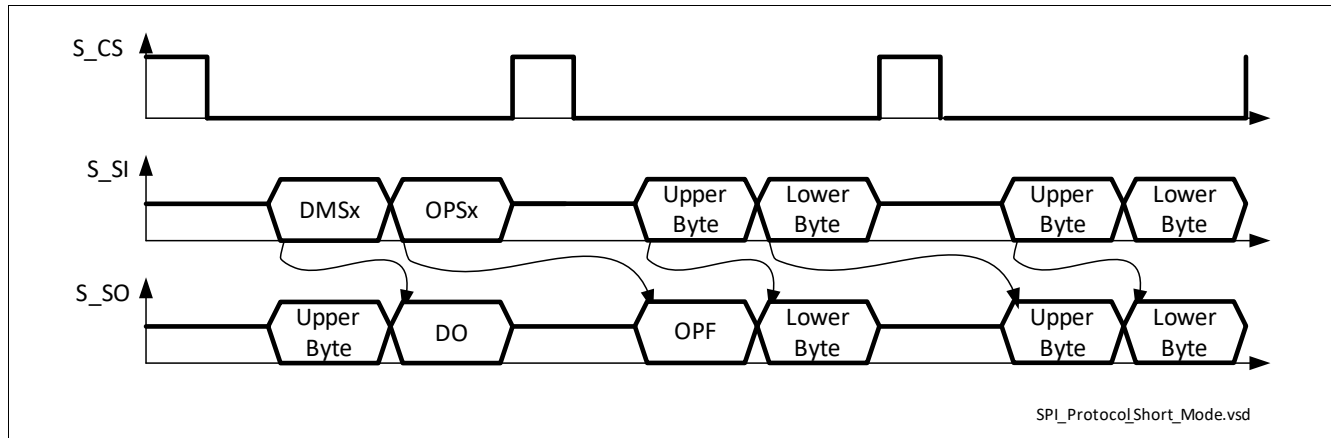 S_CS
S_SI
DMSx
OPSx
Upper
Byte
Lower
Byte
Upper
Byte
Lower
Byte
S_SO
Upper
Byte
DO
OPF
Lower
Byte
Upper
Byte
Lower
Byte
SPI_Protocol_Short_Mode.vsd